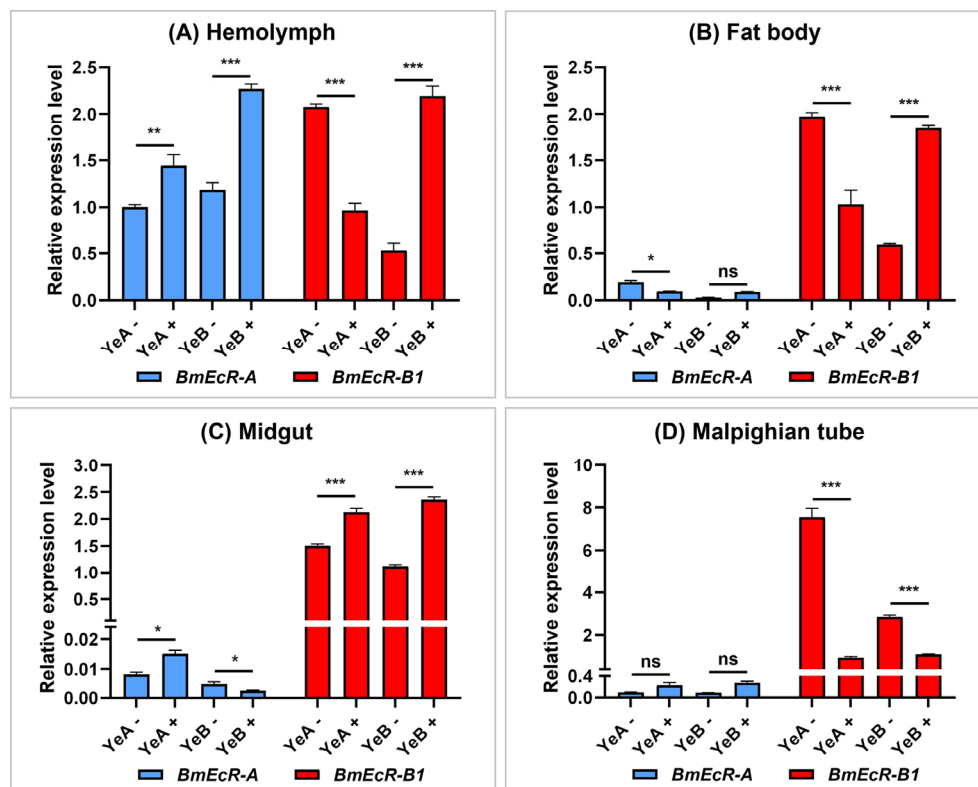 (A) Hemolymph
Relative expression level
2.5
2.0
1.5
1.0
0.5
0.0
**
***
***
***
YeA - YeA + YeB - YeB + YeA - YeA + YeB - YeB +
BmEcR-A BmEcR-B1
(B) Fat body
Relative expression level
2.5
2.0
1.5
1.0
0.5
0.0
*
ns
***
***
YeA - YeA + YeB - YeB + YeA - YeA + YeB - YeB +
BmEcR-A BmEcR-B1
(C) Midgut
Relative expression level
3.0
2.5
2.0
1.5
1.0
0.5
0.02
0.01
0.00
*
*
***
***
YeA - YeA + YeB - YeB + YeA - YeA + YeB - YeB +
BmEcR-A BmEcR-B1
(D) Malpighian tube
Relative expression level
10
8
6
4
2
0.4
0.0
ns
ns
***
***
YeA - YeA + YeB - YeB + YeA - YeA + YeB - YeB +
BmEcR-A BmEcR-B1